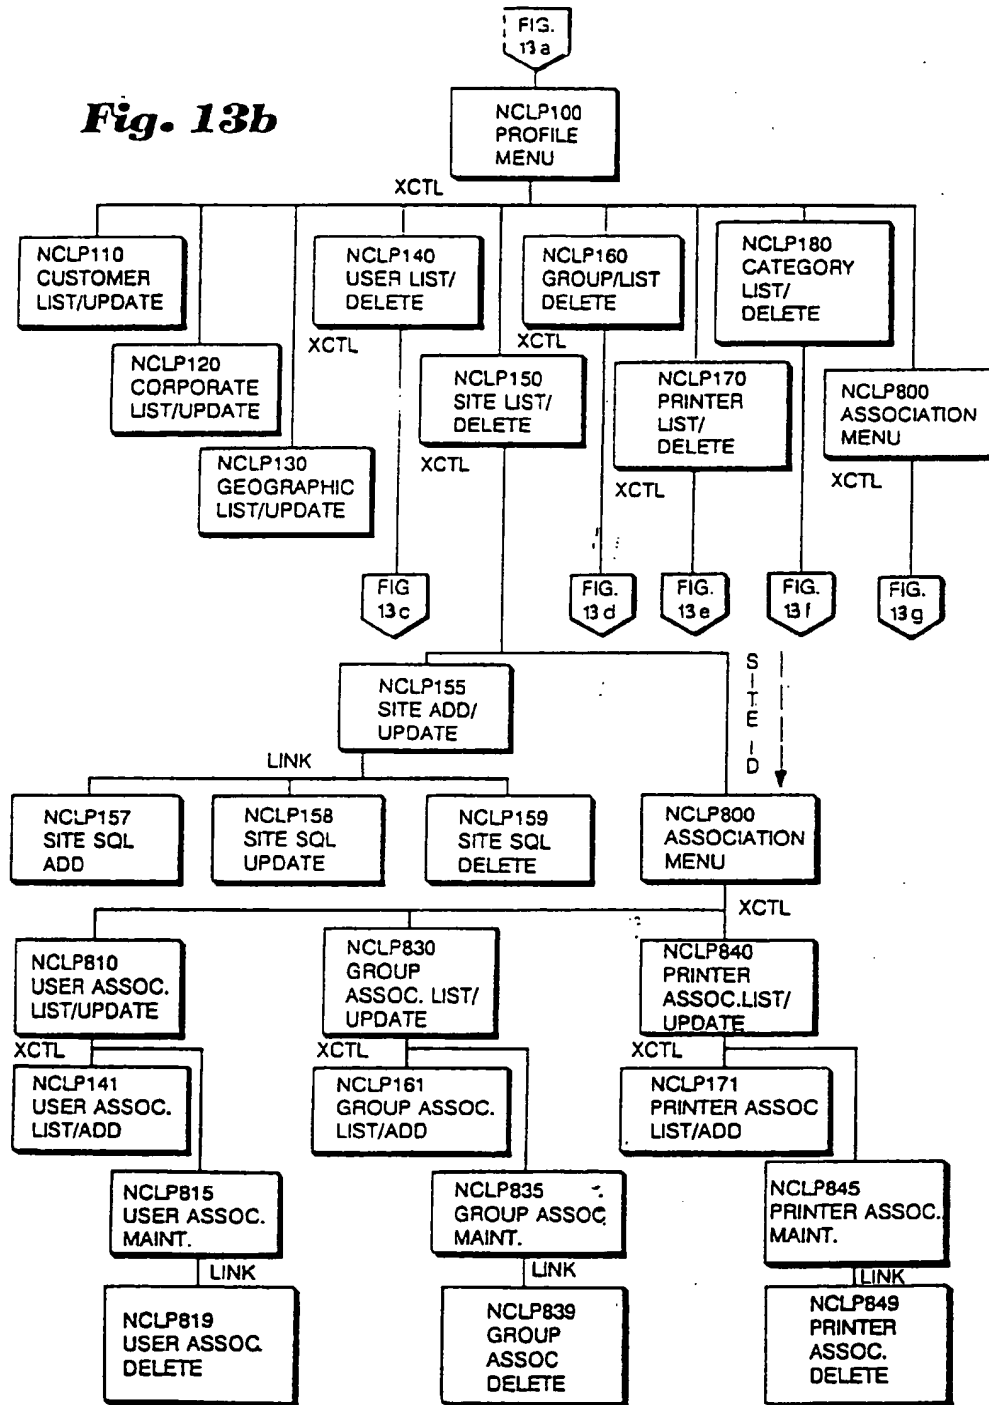 FIG.
13a
Fig. 13b
NCLP100
PROFILE
MENU
XCTL
NCLP110
CUSTOMER
LIST/UPDATE
NCLP140
USER LIST/
DELETE
NCLP160
GROUP/LIST
DELETE
NCLP180
CATEGORY
LIST/
DELETE
XCTL
XCTL
NCLP120
CORPORATE
LIST/UPDATE
NCLP150
SITE LIST/
DELETE
NCLP170
PRINTER
LIST/
DELETE
NCLP800
ASSOCIATION
MENU
NCLP130
GEOGRAPHIC
LIST/UPDATE
XCTL
XCTL
XCTL
FIG
13c
FIG.
13d
FIG.
13e
FIG.
13f
FIG.
13g
NCLP155
SITE ADD/
UPDATE
SITE ID
LINK
NCLP157
SITE SQL
ADD
NCLP158
SITE SQL
UPDATE
NCLP159
SITE SQL
DELETE
NCLP800
ASSOCIATION
MENU
XCTL
NCLP810
USER ASSOC.
LIST/UPDATE
NCLP830
GROUP
ASSOC. LIST/
UPDATE
NCLP840
PRINTER
ASSOC.LIST/
UPDATE
XCTL
XCTL
XCTL
NCLP141
USER ASSOC.
LIST/ADD
NCLP161
GROUP ASSOC.
LIST/ADD
NCLP171
PRINTER ASSOC
LIST/ADD
NCLP815
USER ASSOC.
MAINT.
NCLP835
GROUP ASSOC
MAINT.
NCLP845
PRINTER ASSOC.
MAINT.
LINK
LINK
LINK
NCLP819
USER ASSOC.
DELETE
NCLP839
GROUP
ASSOC
DELETE
NCLP849
PRINTER
ASSOC.
DELETE